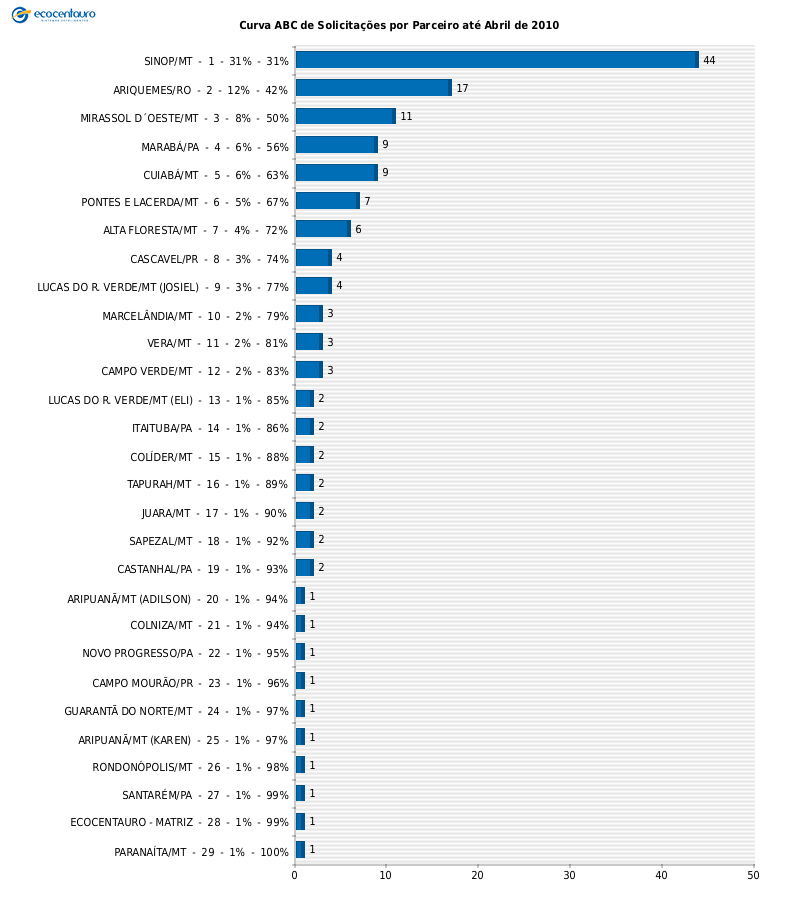 ecocentauro
Curva ABC de Solicitações por Parceiro até Abril de 2010
SINOP/MT - 1 - 31% - 31% 44
ARIQUEMES/RO - 2 - 12% - 42% 17
MIRASSOL D´OESTE/MT - 3 - 8% - 50% 11
MARABÁ/PA - 4 - 6% - 56% 9
CUIABÁ/MT - 5 - 6% - 63% 9
PONTES E LACERDA/MT - 6 - 5% - 67% 7
ALTA FLORESTA/MT - 7 - 4% - 72% 6
CASCAVEL/PR - 8 - 3% - 74% 4
LUCAS DO R. VERDE/MT (JOSIEL) - 9 - 3% - 77% 4
MARCELÂNDIA/MT - 10 - 2% - 79% 3
VERA/MT - 11 - 2% - 81% 3
CAMPO VERDE/MT - 12 - 2% - 83% 3
LUCAS DO R. VERDE/MT (ELI) - 13 - 1% - 85% 2
ITAITUBA/PA - 14 - 1% - 86% 2
COLÍDER/MT - 15 - 1% - 88% 2
TAPURAH/MT - 16 - 1% - 89% 2
JUARA/MT - 17 - 1% - 90% 2
SAPEZAL/MT - 18 - 1% - 92% 2
CASTANHAL/PA - 19 - 1% - 93% 2
ARIPUANÃ/MT (ADILSON) - 20 - 1% - 94% 1
COLNIZA/MT - 21 - 1% - 94% 1
NOVO PROGRESSO/PA - 22 - 1% - 95% 1
CAMPO MOURÃO/PR - 23 - 1% - 96% 1
GUARANTÃ DO NORTE/MT - 24 - 1% - 97% 1
ARIPUANÃ/MT (KAREN) - 25 - 1% - 97% 1
RONDONÓPOLIS/MT - 26 - 1% - 98% 1
SANTARÉM/PA - 27 - 1% - 99% 1
ECOCENTAURO - MATRIZ - 28 - 1% - 99% 1
PARANAÍTA/MT - 29 - 1% - 100% 1
0 10 20 30 40 50